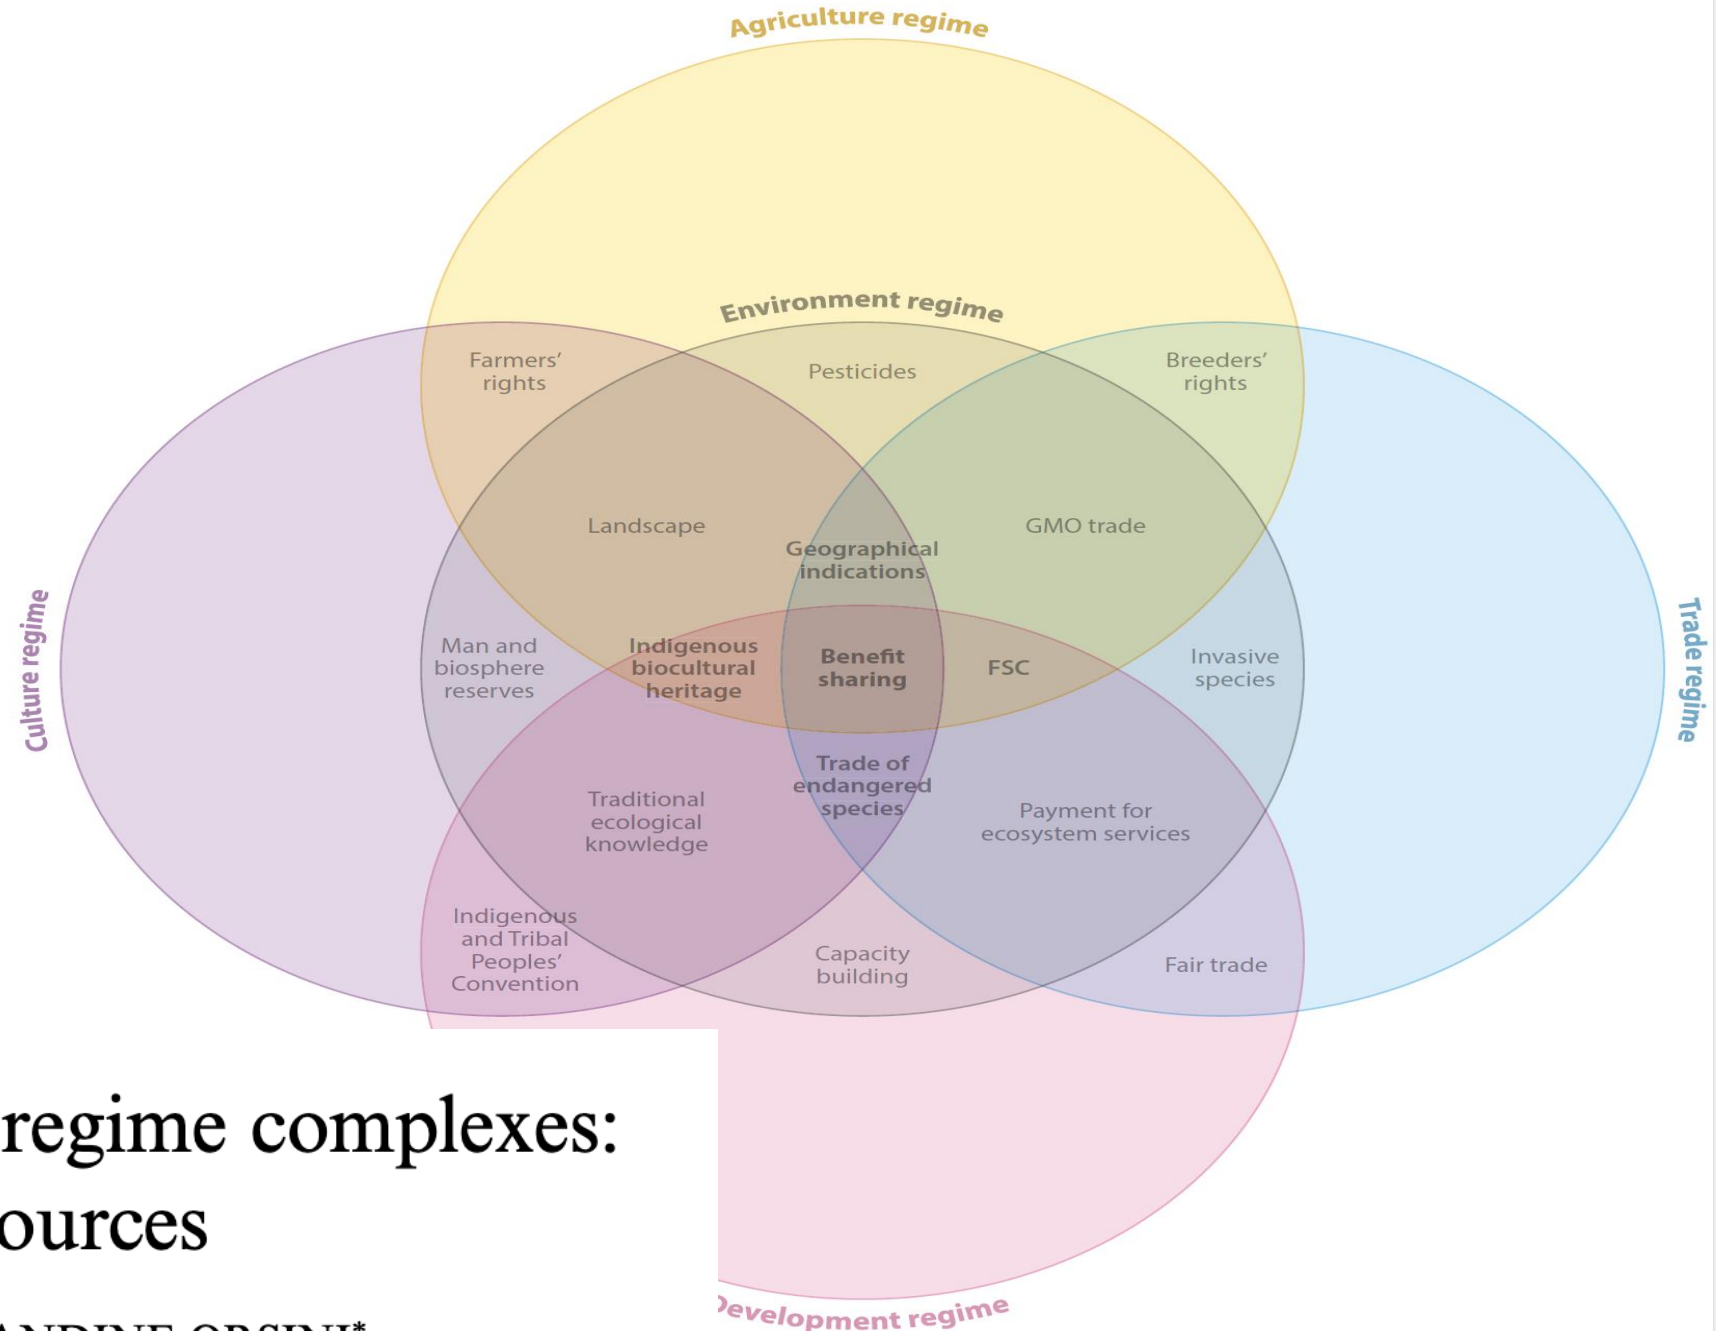 Agriculture regime
Environment regime
Farmers’
rights
Pesticides
Breeders’
rights
Landscape
GMO trade
Geographical
indications
Culture regime
Man and
biosphere
reserves
Indigenous
biocultural
heritage
Benefit
sharing
FSC
Invasive
species
Trade regime
Trade of
endangered
species
Traditional
ecological
knowledge
Payment for
ecosystem services
Indigenous
and Tribal
Peoples’
Convention
Capacity
building
Fair trade
regime complexes:
ources
Development regime
ORSINI*